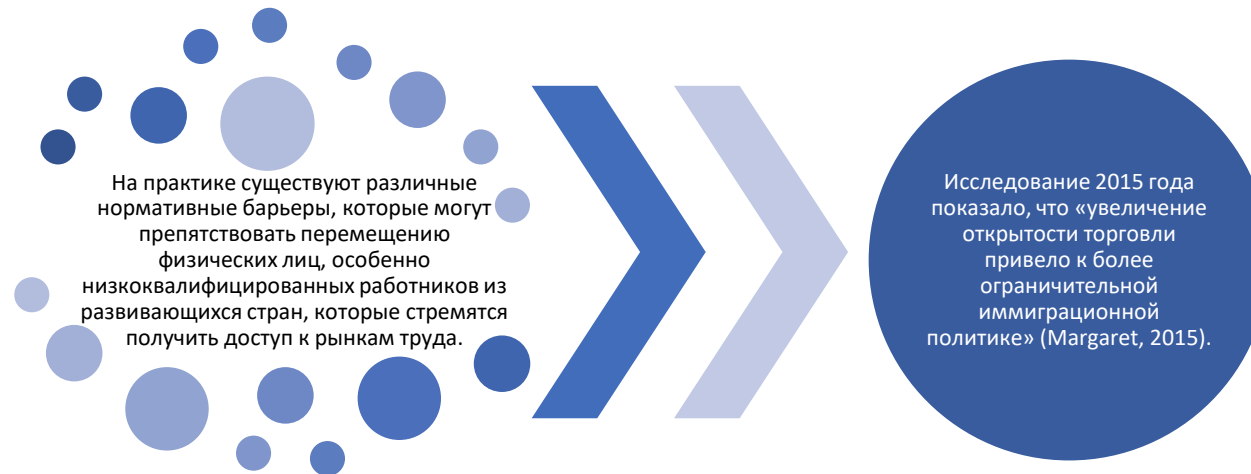 На практике существуют различные
нормативные барьеры, которые могут
препятствовать перемещению
физических лиц, особенно
низкоквалифицированных работников из
развивающихся стран, которые стремятся
получить доступ к рынкам труда.
Исследование 2015 года
показало, что «увеличение
открытости торговли
привело к более
ограничительной
иммиграционной
политике» (Margaret, 2015).